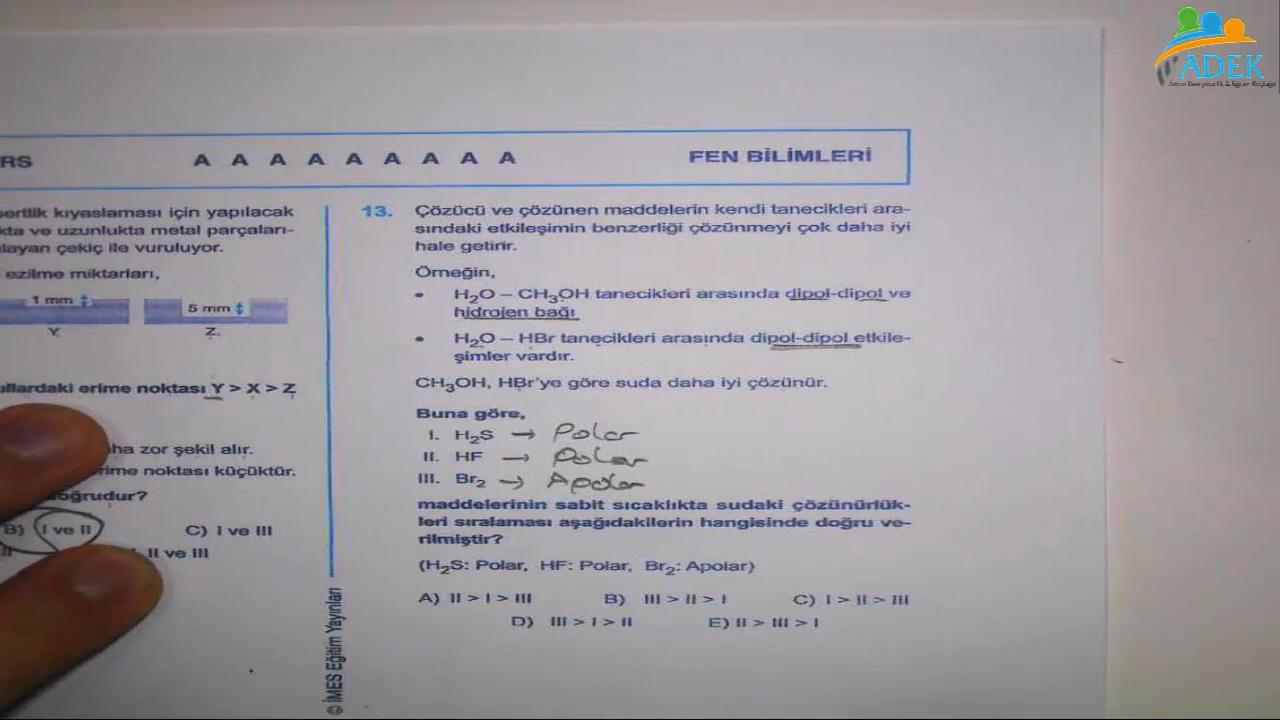 ADEK
RS
A A A A A A A A A
FEN BİLİMLERİ
sertlik kıyaslaması için yapılacak
kta ve uzunlukta metal parçaları-
layan çekiç ile vuruluyor.
ezilme miktarları,
1 mm
5 mm
Y
Z
ullardaki erime noktası Y > X > Z
ha zor şekil alır.
rime noktası küçüktür.
doğrudur?
B) I ve II
C) I ve III
II ve III
© İMES Eğitim Yayınları
13. Çözücü ve çözünen maddelerin kendi tanecikleri ara-
sındaki etkileşimin benzerliği çözünmeyi çok daha iyi
hale getirir.
Örneğin,
• H₂O – CH₃OH tanecikleri arasında dipol-dipol ve
hidrojen bağı
• H₂O – HBr tanecikleri arasında dipol-dipol etkile-
şimler vardır.
CH₃OH, HBr'ye göre suda daha iyi çözünür.
Buna göre,
I. H₂S → Polar
II. HF → Polar
III. Br₂ → Apolar
maddelerinin sabit sıcaklıkta sudaki çözünürlük-
leri sıralaması aşağıdakilerin hangisinde doğru ve-
rilmiştir?
(H₂S: Polar, HF: Polar, Br₂: Apolar)
A) II > I > III B) III > II > I C) I > II > III
D) III > I > II E) II > III > I